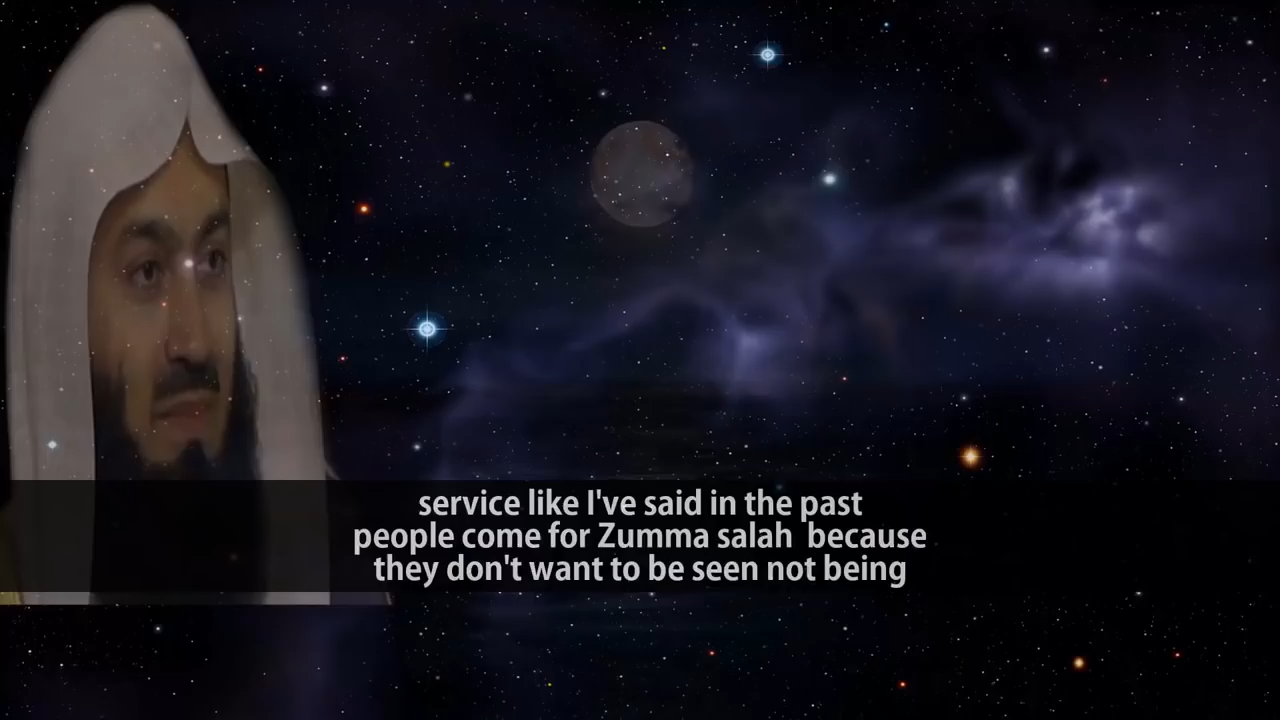 service like I've said in the past
people come for Zumma salah because
they don't want to be seen not being